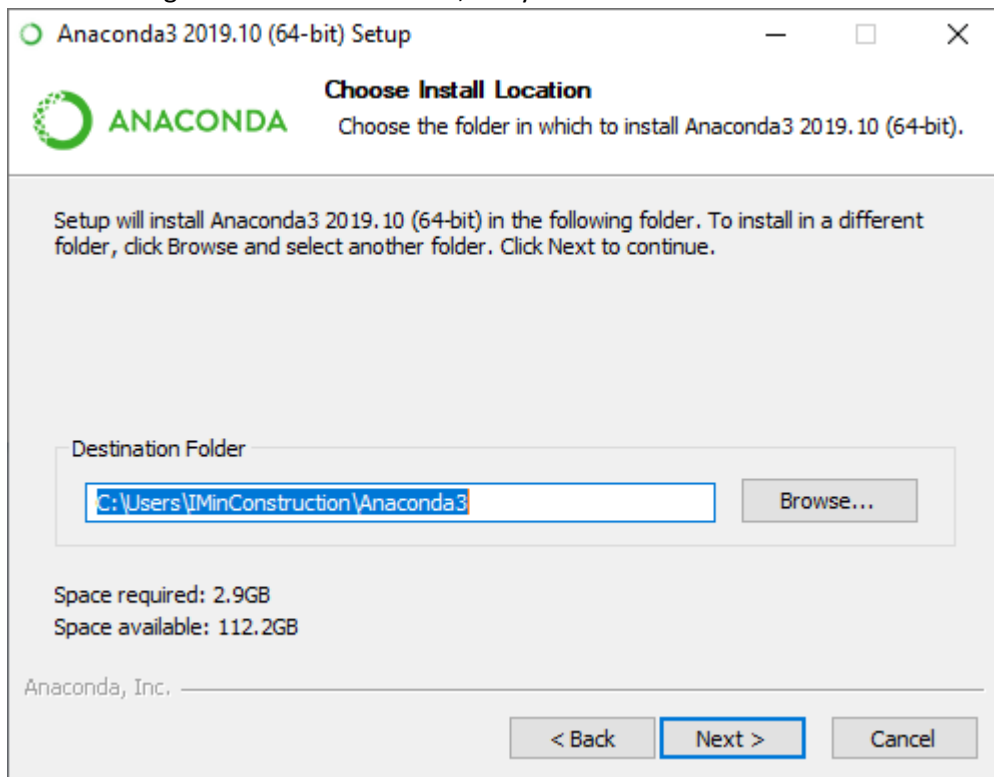 Anaconda3 2019.10 (64-bit) Setup
ANACONDA
Choose Install Location
Choose the folder in which to install Anaconda3 2019.10 (64-bit).
Setup will install Anaconda3 2019.10 (64-bit) in the following folder. To install in a different
folder, click Browse and select another folder. Click Next to continue.
Destination Folder
C:\Users\IMinConstruction\Anaconda3
Browse...
Space required: 2.9GB
Space available: 112.2GB
Anaconda, Inc.
< Back
Next >
Cancel